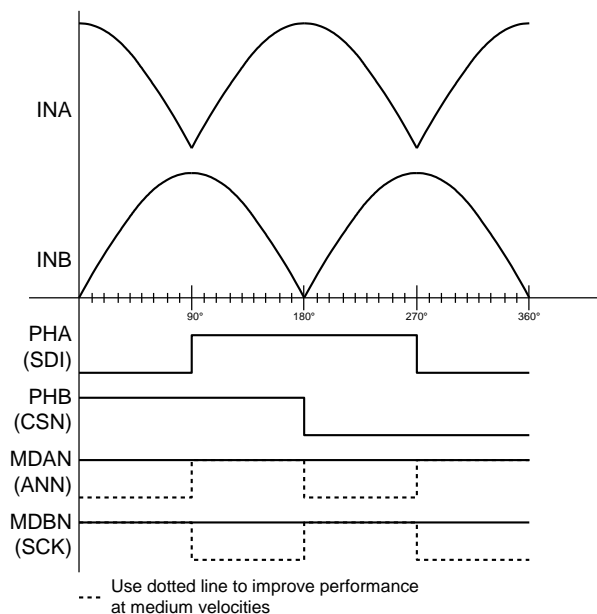 INA
INB
90°
180°
270°
360°
PHA
(SDI)
PHB
(CSN)
MDAN
(ANN)
MDBN
(SCK)
Use dotted line to improve performance
at medium velocities